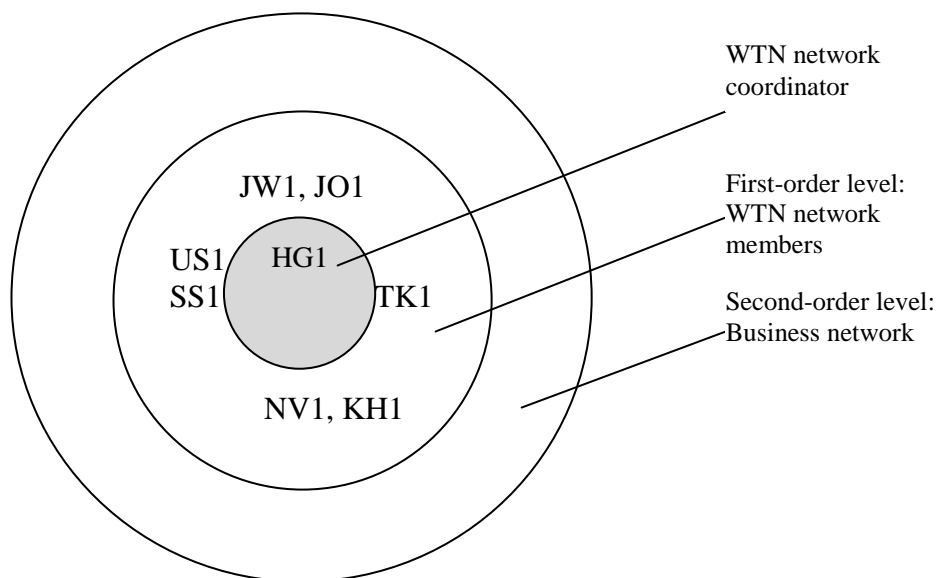 WTN network
coordinator
JW1, JO1
First-order level:
WTN network
members
US1
HG1
SS1
TK1
Second-order level:
Business network
NV1, KH1